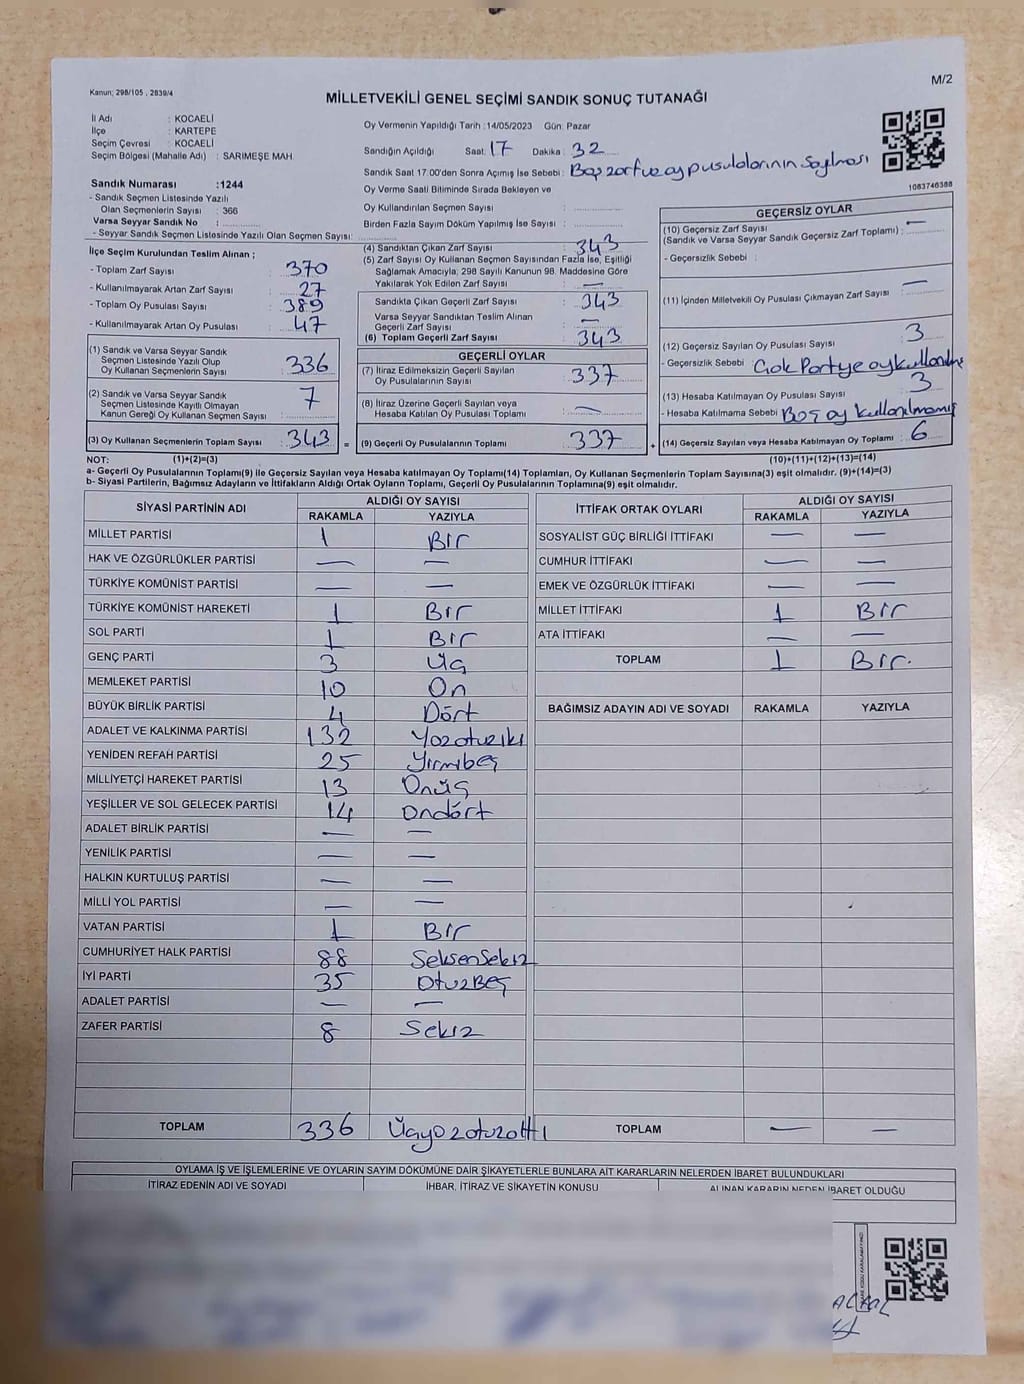 Kanun; 298/105 , 2839/4
M/2
MİLLETVEKİLİ GENEL SEÇİMİ SANDIK SONUÇ TUTANAĞI
İl Adı : KOCAELİ
İlçe : KARTEPE
Seçim Çevresi : KOCAELİ
Seçim Bölgesi (Mahalle Adı) : SARIMEŞE MAH.
Sandık Numarası :1244
- Sandık Seçmen Listesinde Yazılı
Olan Seçmenlerin Sayısı : 366
Varsa Seyyar Sandık No :
- Seyyar Sandık Seçmen Listesinde Yazılı Olan Seçmen Sayısı:
Oy Vermenin Yapıldığı Tarih :14/05/2023 Gün: Pazar
Sandığın Açıldığı Saat: 17 Dakika : 32
Sandık Saat 17.00'den Sonra Açımış İse Sebebi : Boş zarf ve oy pusulalarının Sayılması
Oy Verme Saati Bitiminde Sırada Bekleyen ve
Oy Kullandırılan Seçmen Sayısı :
Birden Fazla Sayım Döküm Yapılmış İse Sayısı :
1083746388
İlçe Seçim Kurulundan Teslim Alınan ;
- Toplam Zarf Sayısı : 370
- Kullanılmayarak Artan Zarf Sayısı : 27
- Toplam Oy Pusulası Sayısı : 389
- Kullanılmayarak Artan Oy Pusulası : 47
(1) Sandık ve Varsa Seyyar Sandık
Seçmen Listesinde Yazılı Olup
Oy Kullanan Seçmenlerin Sayısı : 336
(2) Sandık ve Varsa Seyyar Sandık
Seçmen Listesinde Kayıtlı Olmayan
Kanun Gereği Oy Kullanan Seçmen Sayısı : 7
(3) Oy Kullanan Seçmenlerin Toplam Sayısı : 343 =
(4) Sandıktan Çıkan Zarf Sayısı : 343
(5) Zarf Sayısı Oy Kullanan Seçmen Sayısından Fazla İse, Eşitliği
Sağlamak Amacıyla; 298 Sayılı Kanunun 98. Maddesine Göre
Yakılarak Yok Edilen Zarf Sayısı : —
Sandıkta Çıkan Geçerli Zarf Sayısı : 343
Varsa Seyyar Sandıktan Teslim Alınan
Geçerli Zarf Sayısı : —
(6) Toplam Geçerli Zarf Sayısı : 343
GEÇERLİ OYLAR
(7) İtiraz Edilmeksizin Geçerli Sayılan
Oy Pusulalarının Sayısı : 337
(8) İtiraz Üzerine Geçerli Sayılan veya
Hesaba Katılan Oy Pusulası Toplamı : —
(9) Geçerli Oy Pusulalarının Toplamı : 337 +
GEÇERSİZ OYLAR
(10) Geçersiz Zarf Sayısı
(Sandık ve Varsa Seyyar Sandık Geçersiz Zarf Toplamı) : —
- Geçersizlik Sebebi :
(11) İçinden Milletvekili Oy Pusulası Çıkmayan Zarf Sayısı : —
(12) Geçersiz Sayılan Oy Pusulası Sayısı : 3
- Geçersizlik Sebebi : Çok Partiye oy kullanılmış
(13) Hesaba Katılmayan Oy Pusulası Sayısı : 3
- Hesaba Katılmama Sebebi : Boş oy kullanılmamış
(14) Geçersiz Sayılan veya Hesaba Katılmayan Oy Toplamı : 6
NOT: (1)+(2)=(3)
(10)+(11)+(12)+(13)=(14)
a- Geçerli Oy Pusulalarının Toplamı(9) ile Geçersiz Sayılan veya Hesaba katılmayan Oy Toplamı(14) Toplamları, Oy Kullanan Seçmenlerin Toplam Sayısına(3) eşit olmalıdır. (9)+(14)=(3)
b- Siyasi Partilerin, Bağımsız Adayların ve İttifakların Aldığı Ortak Oyların Toplamı, Geçerli Oy Pusulalarının Toplamına(9) eşit olmalıdır.
SİYASİ PARTİNİN ADI ALDIĞI OY SAYISI
RAKAMLA YAZIYLA
MİLLET PARTİSİ 1 Bir
HAK VE ÖZGÜRLÜKLER PARTİSİ — —
TÜRKİYE KOMÜNİST PARTİSİ — —
TÜRKİYE KOMÜNİST HAREKETİ 1 Bir
SOL PARTİ 1 Bir
GENÇ PARTİ 3 Üç
MEMLEKET PARTİSİ 10 On
BÜYÜK BİRLİK PARTİSİ 4 Dört
ADALET VE KALKINMA PARTİSİ 132 Yüzotuziki
YENİDEN REFAH PARTİSİ 25 Yirmibeş
MİLLİYETÇİ HAREKET PARTİSİ 13 Onüç
YEŞİLLER VE SOL GELECEK PARTİSİ 14 Ondört
ADALET BİRLİK PARTİSİ — —
YENİLİK PARTİSİ — —
HALKIN KURTULUŞ PARTİSİ — —
MİLLİ YOL PARTİSİ — —
VATAN PARTİSİ 1 Bir
CUMHURİYET HALK PARTİSİ 88 SeksenSekiz
İYİ PARTİ 35 OtuzBeş
ADALET PARTİSİ — —
ZAFER PARTİSİ 8 Sekiz
TOPLAM 336 Üçyüzotuzaltı
İTTİFAK ORTAK OYLARI ALDIĞI OY SAYISI
RAKAMLA YAZIYLA
SOSYALİST GÜÇ BİRLİĞİ İTTİFAKI — —
CUMHUR İTTİFAKI — —
EMEK VE ÖZGÜRLÜK İTTİFAKI — —
MİLLET İTTİFAKI 1 Bir
ATA İTTİFAKI — —
TOPLAM 1 Bir.
BAĞIMSIZ ADAYIN ADI VE SOYADI RAKAMLA YAZIYLA
TOPLAM — —
OYLAMA İŞ VE İŞLEMLERİNE VE OYLARIN SAYIM DÖKÜMÜNE DAİR ŞİKAYETLERLE BUNLARA AİT KARARLARIN NELERDEN İBARET BULUNDUKLARI
İTİRAZ EDENİN ADI VE SOYADI İHBAR, İTİRAZ VE ŞİKAYETİN KONUSU ALINAN KARARIN NEDEN İBARET OLDUĞU